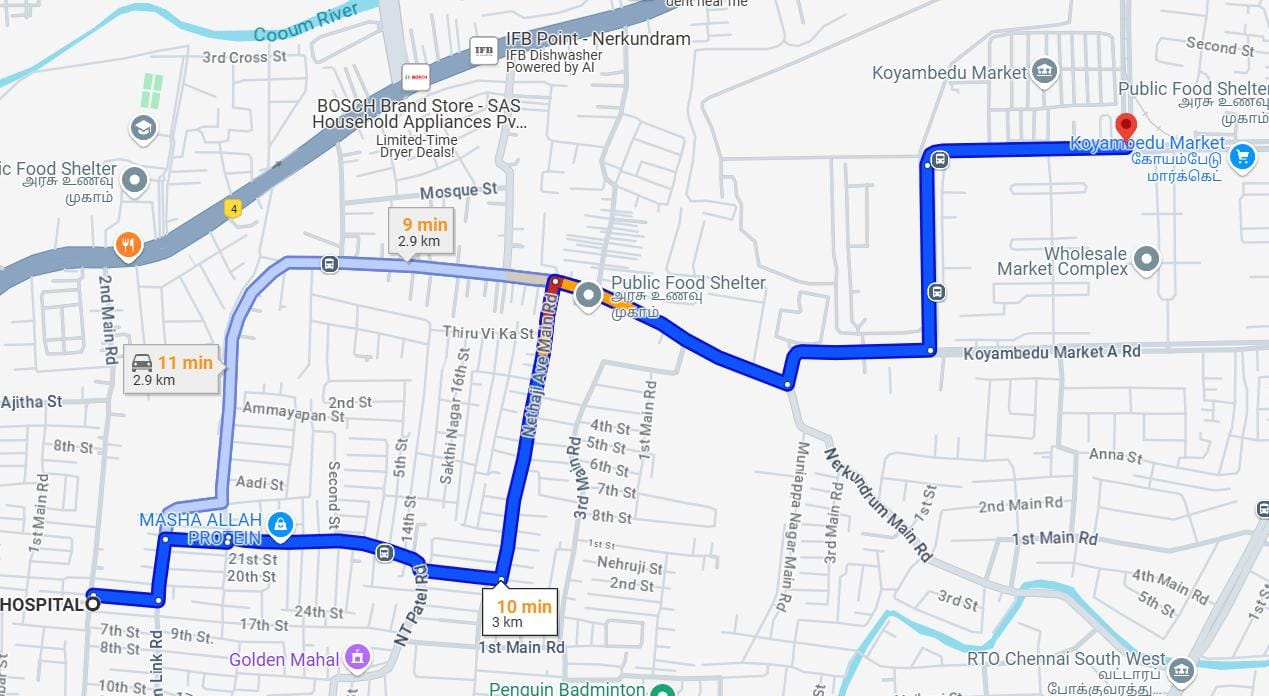 Cooum River
3rd Cross St
IFB
IFB Point - Nerkundram
IFB Dishwasher
Powered by AI
BOSCH
BOSCH Brand Store - SAS
Household Appliances Pv...
Limited-Time
Dryer Deals!
Second St
Koyambedu Market
Public Food Shelter
அரசு உணவு
முகாம்
Koyambedu Market
கோயம்பேடு
மார்க்கெட்
ic Food Shelter
அரசு உணவு
முகாம்
Mosque St
4
9 min
2.9 km
Wholesale
Market Complex
Public Food Shelter
அரசு உணவு
முகாம்
2nd Main Rd
Thiru Vi Ka St
Nethaji Ave Main Rd
Koyambedu Market A Rd
11 min
2.9 km
Ajitha St
2nd St
Ammayapan St
Sakthi Nagar 16th St
1st Main Rd
4th St
5th St
6th St
7th St
8th St
3rd Main Rd
8th St
5th St
Anna St
Aadi St
Second St
14th St
1st Main Rd
Muniappa Nagar Main Rd
3rd Main Rd
Nerkundrum Main Rd
1st St
2nd Main Rd
1st Main Rd
MASHA ALLAH
PROTEIN
1st St
Nehruji St
2nd St
21st St
20th St
4th Main Rd
5th St
HOSPITAL
10 min
3 km
24th St
17th St
7th St
8th St
9th St.
NT Patel Rd
3rd St
1st Main Rd
n Link Rd
Golden Mahal
10th St
Penguin Badminton
RTO Chennai South West
வட்டாரப்
போக்குவரத்து...